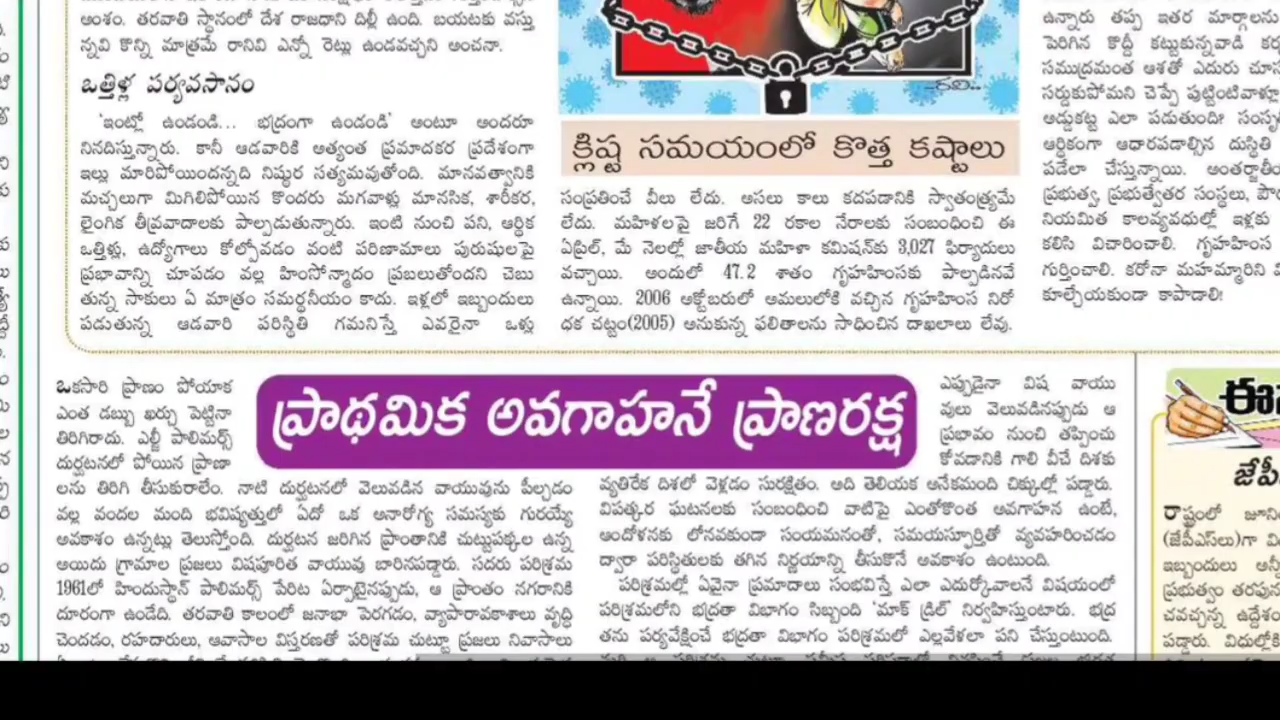 అంశం. తరవాతి స్థానంలో దేశ రాజధాని దిల్లీ ఉంది. బయటకు వస్తు
న్నవి కొన్ని మాత్రమే రానివి ఎన్నో రెట్లు ఉండవచ్చని అంచనా.
ఒత్తిళ్ల పర్యవసానం
'ఇంట్లో ఉండండి... భద్రంగా ఉండండి' అంటూ అందరూ
నినదిస్తున్నారు. కానీ ఆడవారికి అత్యంత ప్రమాదకర ప్రదేశంగా
ఇల్లు మారిపోయిందన్నది నిష్ఠుర సత్యమవుతోంది. మానవత్వానికి
మచ్చలుగా మిగిలిపోయిన కొందరు మగవాళ్లు మానసిక, శారీరక,
లైంగిక తీవ్రవాదాలకు పాల్పడుతున్నారు. ఇంటి నుంచి పని, ఆర్థిక
ఒత్తిళ్లు, ఉద్యోగాలు కోల్పోవడం వంటి పరిణామాలు పురుషులపై
ప్రభావాన్ని చూపడం వల్ల హింసోన్మాదం ప్రబలుతోందని చెబు
తున్న సాకులు ఏ మాత్రం సమర్థనీయం కాదు. ఇళ్లలో ఇబ్బందులు
పడుతున్న ఆడవారి పరిస్థితి గమనిస్తే ఎవరికైనా ఒళ్లు
రవి..
క్లిష్ట సమయంలో కొత్త కష్టాలు
సంప్రతించే వీలు లేదు. అసలు కాలు కదపడానికి స్వాతంత్ర్యమే
లేదు. మహిళలపై జరిగే 22 రకాల నేరాలకు సంబంధించి ఈ
ఏప్రిల్, మే నెలల్లో జాతీయ మహిళా కమిషన్‌కు 3,027 ఫిర్యాదులు
వచ్చాయి. అందులో 47.2 శాతం గృహహింసకు పాల్పడినవే
ఉన్నాయి. 2006 అక్టోబరులో అమలులోకి వచ్చిన గృహహింస నిరో
ధక చట్టం(2005) అనుకున్న ఫలితాలను సాధించిన దాఖలాలు లేవు.
ఉన్నారు తప్ప ఇతర మార్గాలను
పెరిగిన కొద్దీ కట్టుకున్నవాడి
సముద్రమంత ఆశతో ఎదురు చూస
సర్దుకుపోమని చెప్పే పుట్టింటివాళ్లు
అడ్డుకట్ట ఎలా పడుతుంది?
ఆర్థికంగా ఆధారపడాల్సిన దుస్థితి
పడేలా చేస్తున్నాయి. అంతర్జాతీ
ప్రభుత్వ, ప్రభుత్వేతర సంస్థలు, పౌ
నియమిత కాలవ్యవధుల్లో ఇళ్లకు
కలిసి విచారించాలి. గృహహింస
గుర్తించాలి. కరోనా మహమ్మారిని
కూల్చేయకుండా కాపాడాలి!
ప్రాథమిక అవగాహనే ప్రాణరక్ష
ఒకసారి ప్రాణం పోయాక
ఎంత డబ్బు ఖర్చు పెట్టినా
తిరిగిరాదు. ఎల్జీ పాలిమర్స్
దుర్ఘటనలో పోయిన ప్రాణా
లను తిరిగి తీసుకురాలేం. నాటి దుర్ఘటనలో వెలువడిన వాయువును పీల్చడం
వల్ల వందల మంది భవిష్యత్తులో ఏదో ఒక అనారోగ్య సమస్యకు గురయ్యే
అవకాశం ఉన్నట్లు తెలుస్తోంది. దుర్ఘటన జరిగిన ప్రాంతానికి చుట్టుపక్కల ఉన్న
అయిదు గ్రామాల ప్రజలు విషపూరిత వాయువు బారినపడ్డారు. సదరు పరిశ్రమ
1961లో హిందుస్థాన్ పాలిమర్స్ పేరిట ఏర్పాటైనప్పుడు, ఆ ప్రాంతం నగరానికి
దూరంగా ఉండేది. తరవాతి కాలంలో జనాభా పెరగడం, వ్యాపారావకాశాలు వృద్ధి
చెందడం, రహదారులు, ఆవాసాల విస్తరణతో పరిశ్రమ చుట్టూ ప్రజలు నివాసాలు
ఎప్పుడైనా విష వాయు
వులు వెలువడినప్పుడు ఆ
ప్రభావం నుంచి తప్పించు
కోవడానికి గాలి వీచే దిశకు
వ్యతిరేక దిశలో వెళ్లడం సురక్షితం. అది తెలియక అనేకమంది చిక్కుల్లో పడ్డారు.
విపత్కర ఘటనలకు సంబంధించి వాటిపై ఎంతోకొంత అవగాహన ఉంటే,
ఆందోళనకు లోనవకుండా సంయమనంతో, సమయస్ఫూర్తితో వ్యవహరించడం
ద్వారా పరిస్థితులకు తగిన నిర్ణయాన్ని తీసుకొనే అవకాశం ఉంటుంది.
పరిశ్రమల్లో ఏవైనా ప్రమాదాలు సంభవిస్తే ఎలా ఎదుర్కోవాలనే విషయంలో
పరిశ్రమలోని భద్రతా విభాగం సిబ్బంది 'మాక్ డ్రిల్' నిర్వహిస్తుంటారు. భద్ర
తను పర్యవేక్షించే భద్రతా విభాగం పరిశ్రమలో ఎల్లవేళలా పని చేస్తుంటుంది.
జేపీ
రాష్ట్రంలో జూని
(జేపీఎస్‌లు)గా వి
ఇబ్బందులు అన్నీ
ప్రభుత్వం తరఫున
చవచ్చన్న ఉద్దేశం
పడ్డారు. విధుల్లో